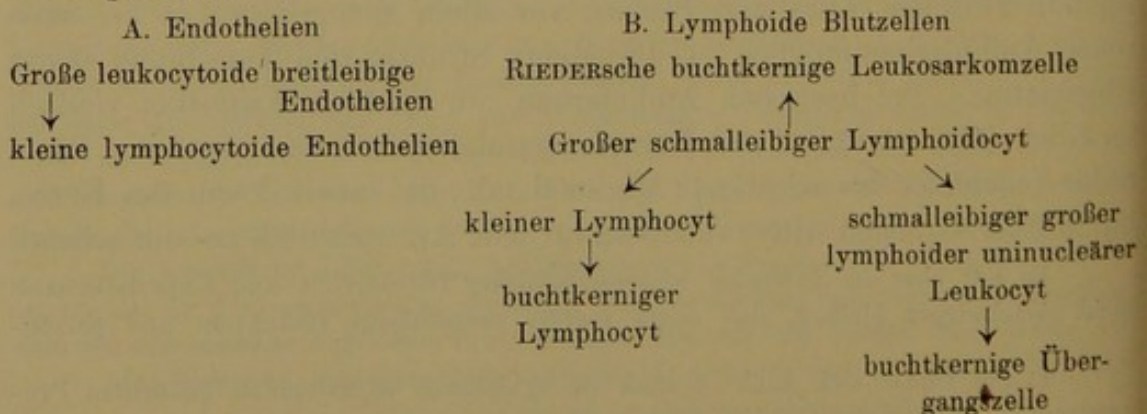 A. Endothelien
Große leukocytoide breitleibige
Endothelien
kleine lymphocytoide Endothelien
B. Lymphoide Blutzellen
RIEDERsche buchtkernige Leukosarkomzelle
Großer schmalleibiger Lymphoidocyt
kleiner Lymphocyt
buchtkerniger
Lymphocyt
schmalleibiger großer
lymphoider uninucleärer
Leukocyt
buchtkernige Über-
gangszelle